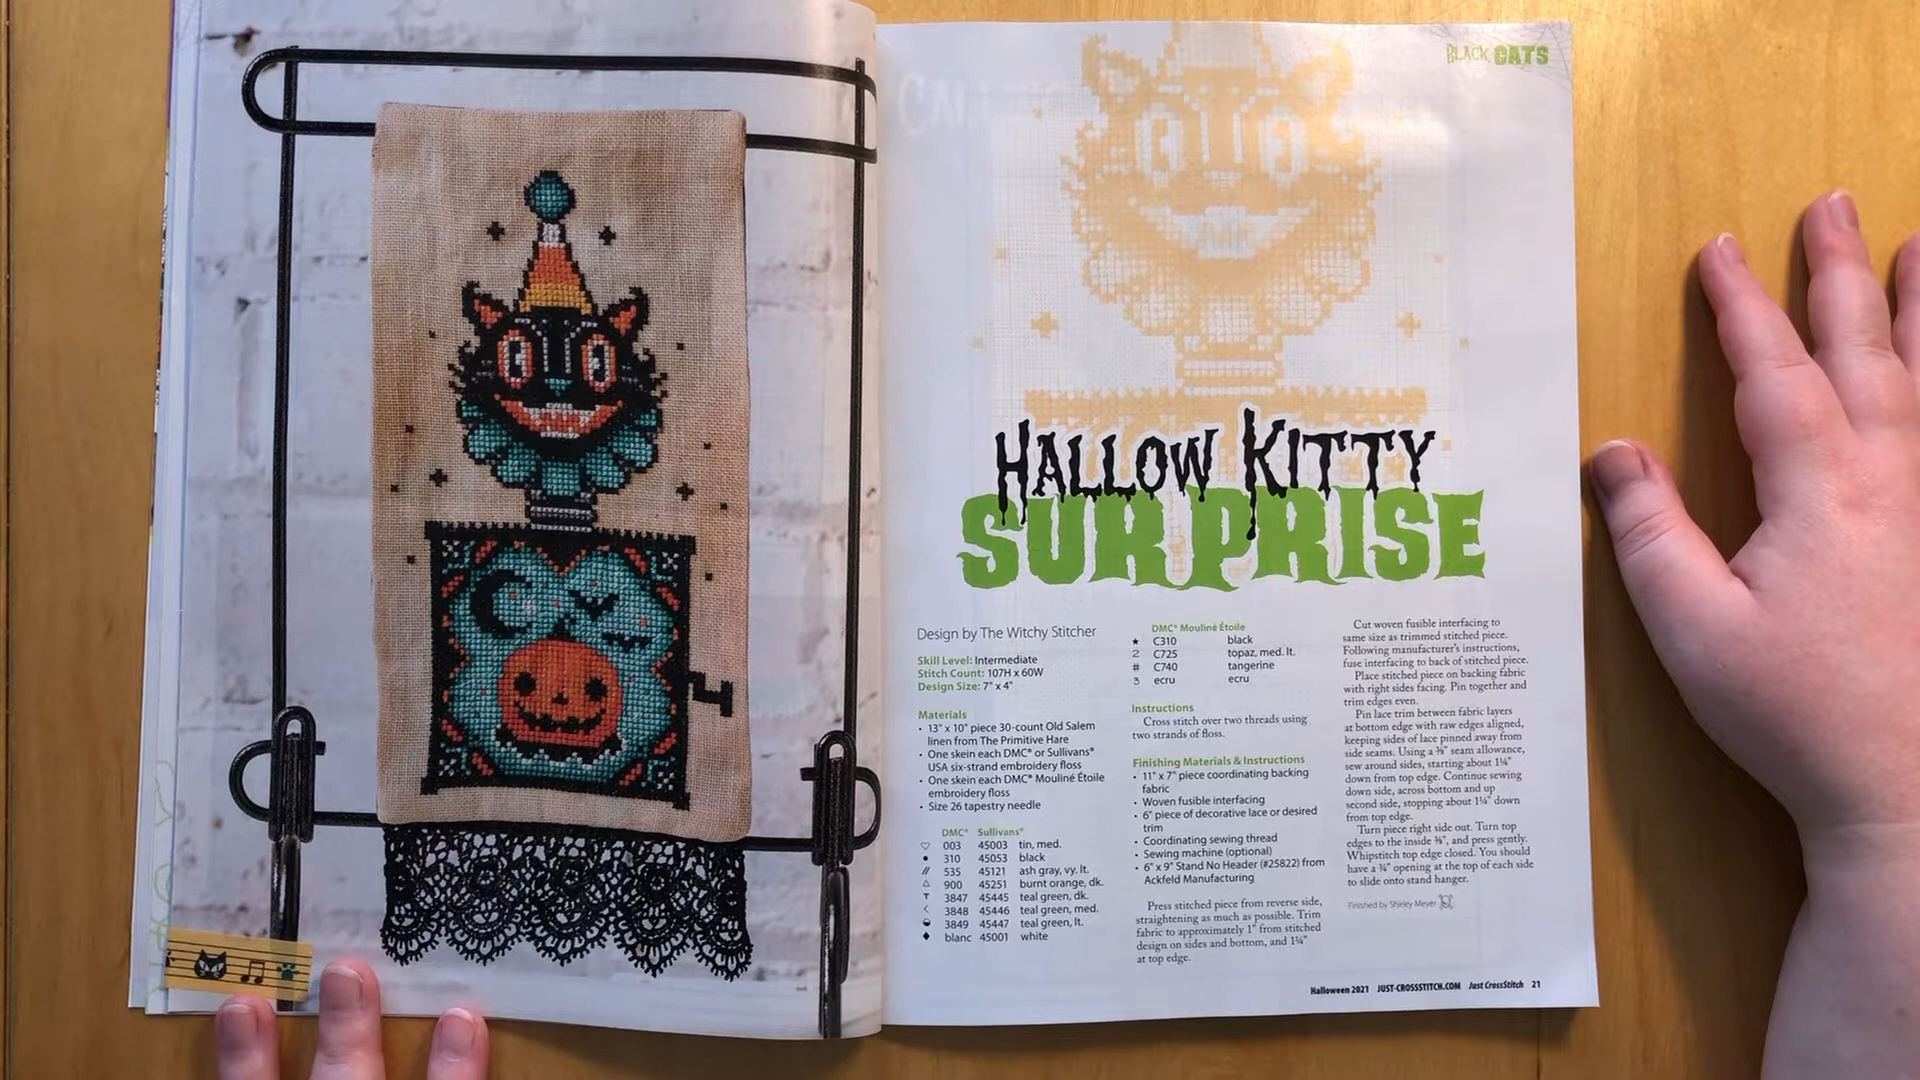 BLACK CATS
HALLOW KITTY
SURPRISE
Design by The Witchy Stitcher
Skill Level: Intermediate
Stitch Count: 107H x 60W
Design Size: 7" x 4"
Materials
• 13" x 10" piece 30-count Old Salem
linen from The Primitive Hare
• One skein each DMC® or Sullivans®
USA six-strand embroidery floss
• One skein each DMC® Mouliné Étoile
embroidery floss
• Size 26 tapestry needle
DMC® Sullivans®
♡ 003 45003 tin, med.
● 310 45053 black
// 535 45121 ash gray, vy. lt.
△ 900 45251 burnt orange, dk.
T 3847 45445 teal green, dk.
< 3848 45446 teal green, med.
◒ 3849 45447 teal green, lt.
♦ blanc 45001 white
DMC® Mouliné Étoile
★ C310 black
2 C725 topaz, med. lt.
# C740 tangerine
3 ecru ecru
Instructions
Cross stitch over two threads using
two strands of floss.
Finishing Materials & Instructions
• 11" x 7" piece coordinating backing
fabric
• Woven fusible interfacing
• 6" piece of decorative lace or desired
trim
• Coordinating sewing thread
• Sewing machine (optional)
• 6" x 9" Stand No Header (#25822) from
Ackfeld Manufacturing
Press stitched piece from reverse side,
straightening as much as possible. Trim
fabric to approximately 1" from stitched
design on sides and bottom, and 1¼"
at top edge.
Cut woven fusible interfacing to
same size as trimmed stitched piece.
Following manufacturer's instructions,
fuse interfacing to back of stitched piece.
Place stitched piece on backing fabric
with right sides facing. Pin together and
trim edges even.
Pin lace trim between fabric layers
at bottom edge with raw edges aligned,
keeping sides of lace pinned away from
side seams. Using a ⅜" seam allowance,
sew around sides, starting about 1¼"
down from top edge. Continue sewing
down side, across bottom and up
second side, stopping about 1¼" down
from top edge.
Turn piece right side out. Turn top
edges to the inside ⅜", and press gently.
Whipstitch top edge closed. You should
have a ¾" opening at the top of each side
to slide onto stand hanger.
Finished by Shirley Meyer
Halloween 2021 JUST-CROSSSTITCH.COM Just CrossStitch 21